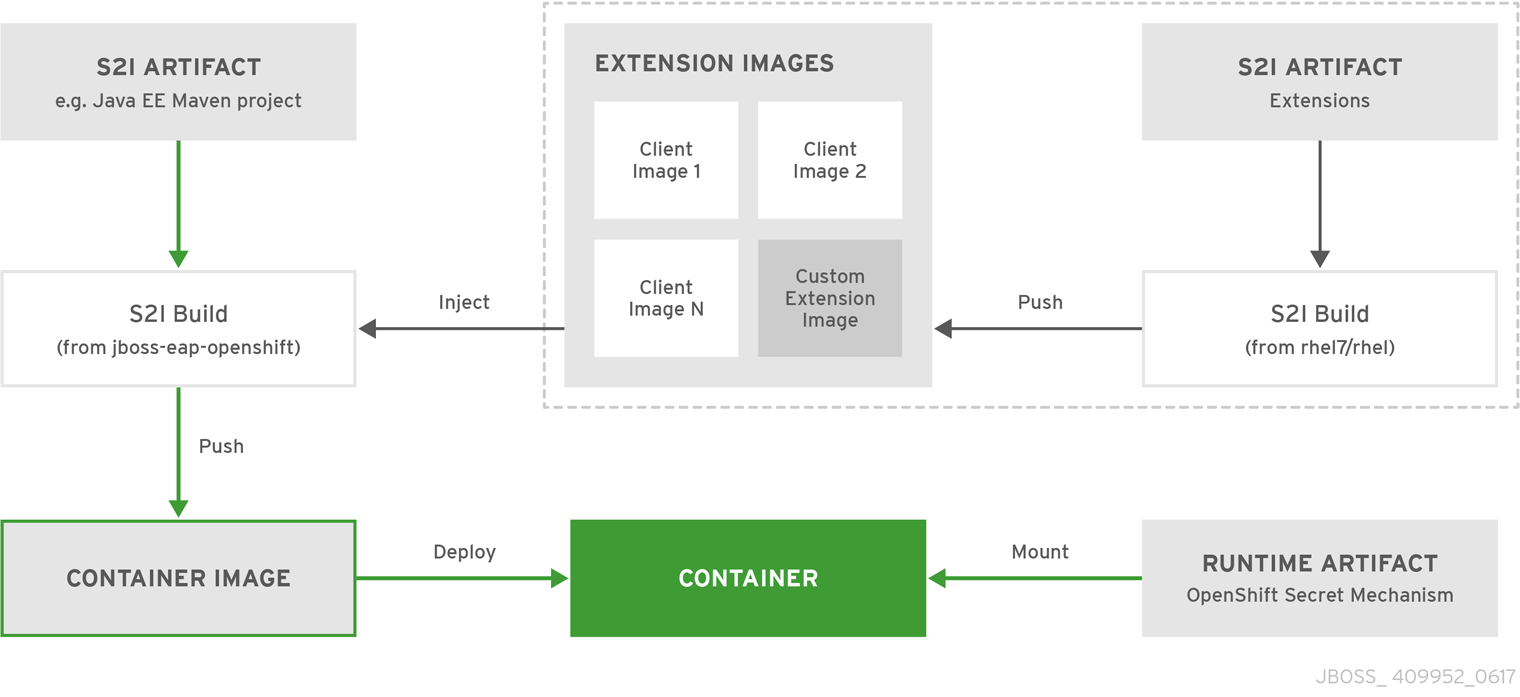 S2I ARTIFACT
e.g. Java EE Maven project
EXTENSION IMAGES
Client
Image 1
Client
Image 2
Client
Image N
Custom
Extension
Image
S2I ARTIFACT
Extensions
S2I Build
(from jboss-eap-openshift)
Inject
Push
S2I Build
(from rhel7/rhel)
Push
CONTAINER IMAGE
Deploy
CONTAINER
Mount
RUNTIME ARTIFACT
OpenShift Secret Mechanism
JBOSS_ 409952_0617